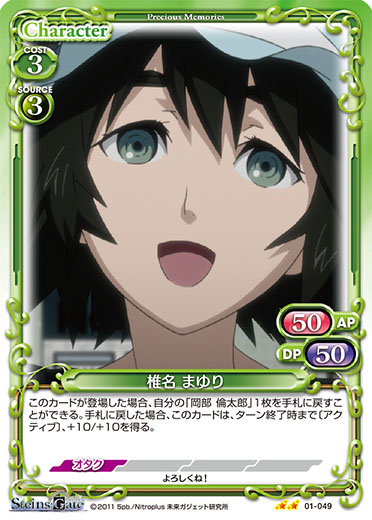 Precious Memories
Character
COST
3
SOURCE
3
50 AP
DP 50
椎名 まゆり
このカードが登場した場合、自分の「岡部 倫太郎」1枚を手札に戻すこ
とができる。手札に戻した場合、このカードは、ターン終了時まで〔アク
ティブ〕、+10/+10を得る。
オタク
よろしくね!
Steins;Gate ©2011 5pb./Nitroplus 未来ガジェット研究所 01-049